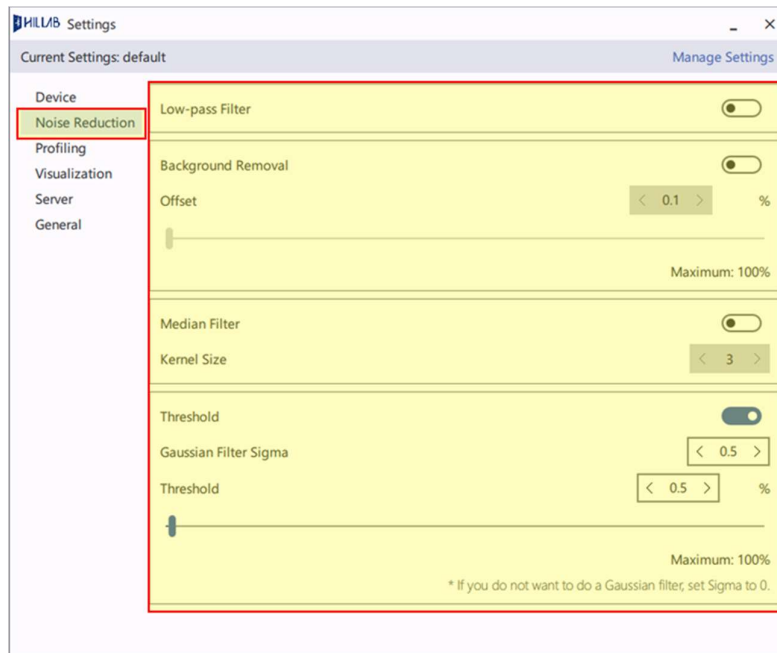 HILLAB Settings
Current Settings: default
Manage Settings
Device
Noise Reduction
Profiling
Visualization
Server
General
Low-pass Filter
Background Removal
Offset
< 0.1 > %
Maximum: 100%
Median Filter
Kernel Size
< 3 >
Threshold
Gaussian Filter Sigma
< 0.5 >
Threshold
< 0.5 > %
Maximum: 100%
* If you do not want to do a Gaussian filter, set Sigma to 0.